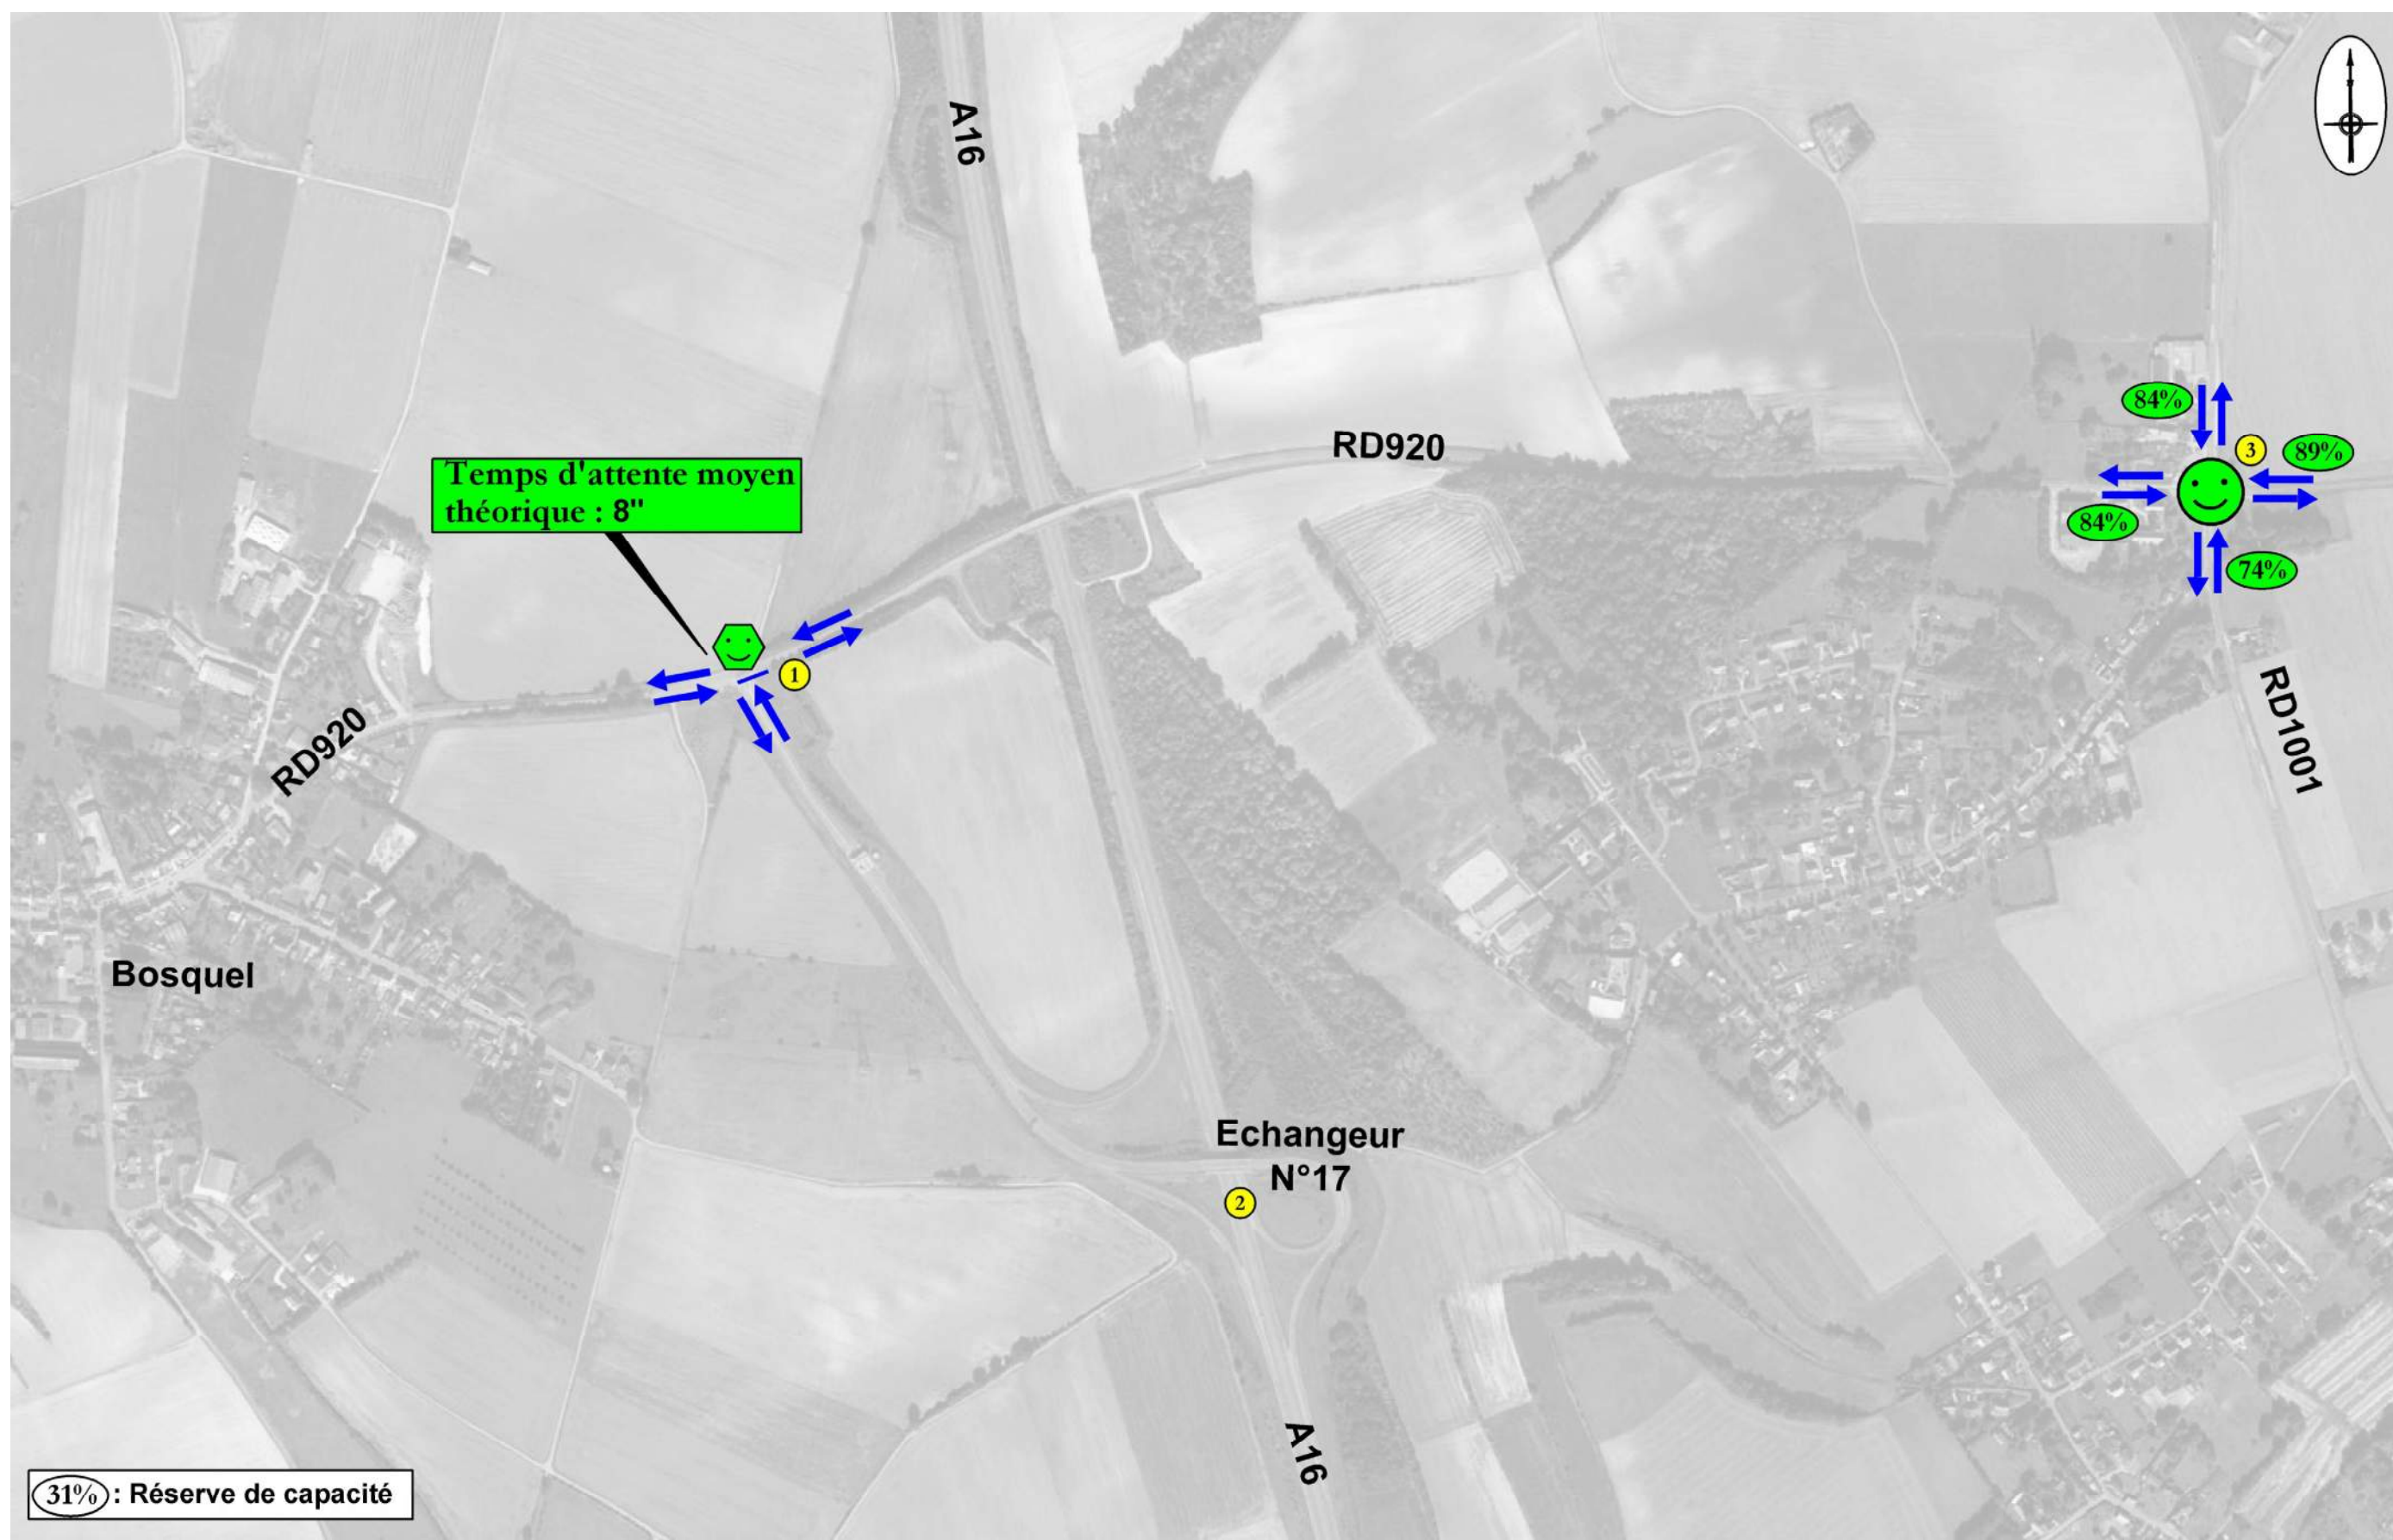 A16
84%
3
RD920
89%
Temps d'attente moyen
théorique : 8"
84%
74%
1
RD920
RD1001
Bosquel
Echangeur
N°17
2
A16
31% : Réserve de capacité